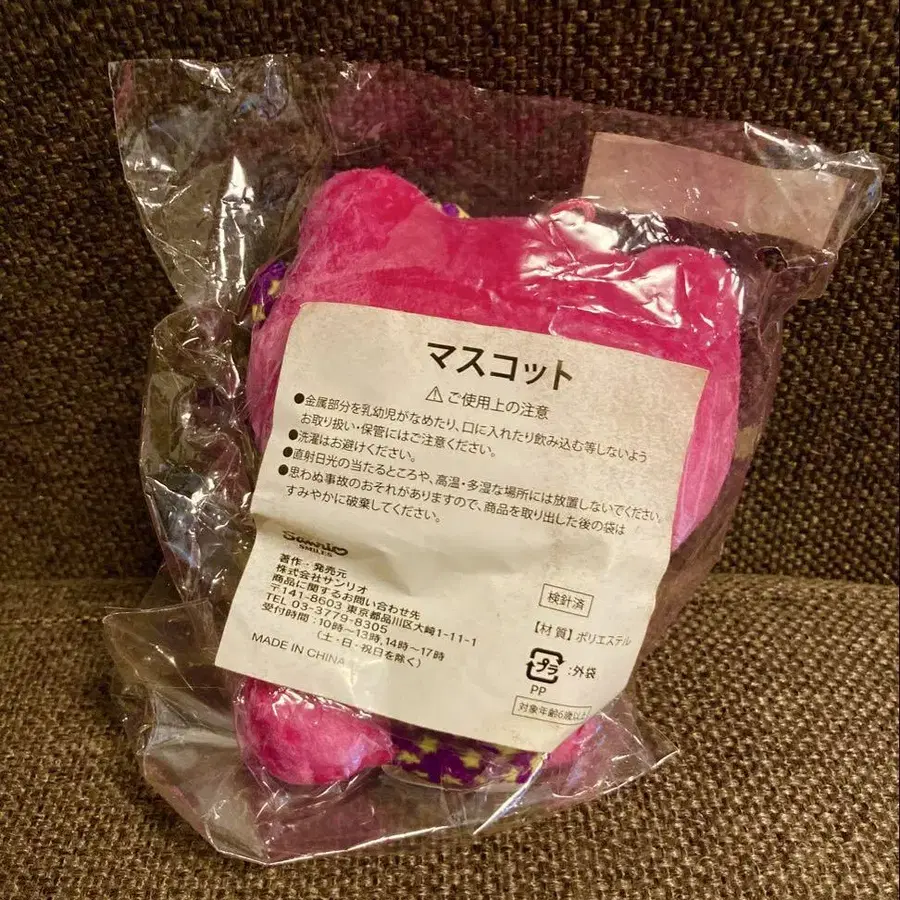 マスコット
⚠ご使用上の注意
●金属部分を乳幼児がなめたり、口に入れたり飲み込む等しないよう
お取り扱い・保管にはご注意ください。
●洗濯はお避けください。
●直射日光の当たるところや、高温・多湿な場所には放置しないでください。
●思わぬ事故のおそれがありますので、商品を取り出した後の袋は
すみやかに破棄してください。
Sanrio
SMILES
著作・発売元
株式会社サンリオ
商品に関するお問い合わせ先
〒141-8603 東京都品川区大崎1-11-1
TEL 03-3779-8305
受付時間:10時~13時,14時~17時
(土・日・祝日を除く)
MADE IN CHINA
検針済
【材質】ポリエステル
プラ :外袋
PP
対象年齢6歳以上